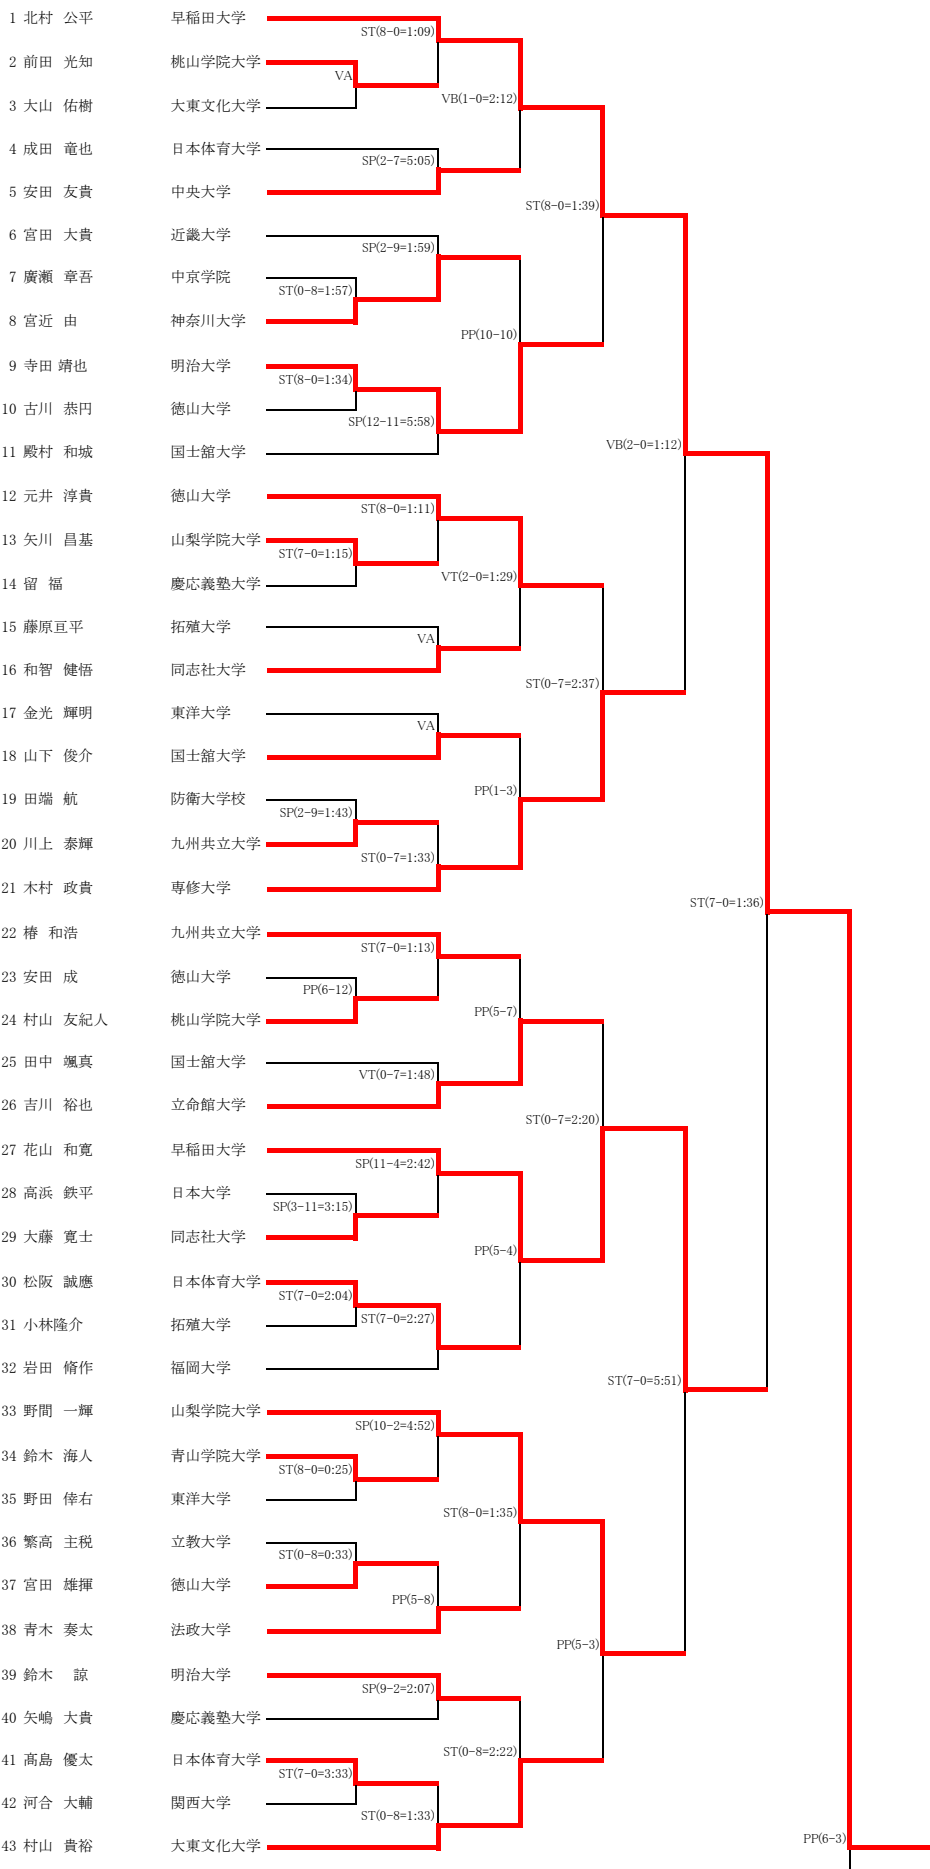 1 北村 公平 早稲田大学
ST(8-0=1:09)
2 前田 光知 桃山学院大学
VA
VB(1-0=2:12)
3 大山 佑樹 大東文化大学
4 成田 竜也 日本体育大学
SP(2-7=5:05)
5 安田 友貴 中央大学
ST(8-0=1:39)
6 宮田 大貴 近畿大学
SP(2-9=1:59)
7 廣瀬 章吾 中京学院
ST(0-8=1:57)
8 宮近 由 神奈川大学
PP(10-10)
9 寺田 靖也 明治大学
ST(8-0=1:34)
10 古川 恭円 徳山大学
SP(12-11=5:58)
VB(2-0=1:12)
11 殿村 和城 国士舘大学
12 元井 淳貴 徳山大学
ST(8-0=1:11)
13 矢川 昌基 山梨学院大学
ST(7-0=1:15)
VT(2-0=1:29)
14 留 福 慶応義塾大学
15 藤原亘平 拓殖大学
VA
16 和智 健悟 同志社大学
ST(0-7=2:37)
17 金光 輝明 東洋大学
VA
18 山下 俊介 国士舘大学
PP(1-3)
19 田端 航 防衛大学校
SP(2-9=1:43)
20 川上 泰輝 九州共立大学
ST(0-7=1:33)
21 木村 政貴 専修大学
ST(7-0=1:36)
22 椿 和浩 九州共立大学
ST(7-0=1:13)
23 安田 成 徳山大学
PP(6-12)
PP(5-7)
24 村山 友紀人 桃山学院大学
25 田中 颯真 国士舘大学
VT(0-7=1:48)
26 吉川 裕也 立命館大学
ST(0-7=2:20)
27 花山 和寛 早稲田大学
SP(11-4=2:42)
28 高浜 鉄平 日本大学
SP(3-11=3:15)
29 大藤 寛士 同志社大学
PP(5-4)
30 松阪 誠應 日本体育大学
ST(7-0=2:04)
ST(7-0=2:27)
31 小林隆介 拓殖大学
32 岩田 脩作 福岡大学
ST(7-0=5:51)
33 野間 一輝 山梨学院大学
SP(10-2=4:52)
34 鈴木 海人 青山学院大学
ST(8-0=0:25)
35 野田 倖右 東洋大学
ST(8-0=1:35)
36 繁高 主税 立教大学
ST(0-8=0:33)
37 宮田 雄揮 徳山大学
PP(5-8)
38 青木 奏太 法政大学
PP(5-3)
39 鈴木 諒 明治大学
SP(9-2=2:07)
40 矢嶋 大貴 慶応義塾大学
ST(0-8=2:22)
41 髙島 優太 日本体育大学
ST(7-0=3:33)
42 河合 大輔 関西大学
ST(0-8=1:33)
PP(6-3)
43 村山 貴裕 大東文化大学